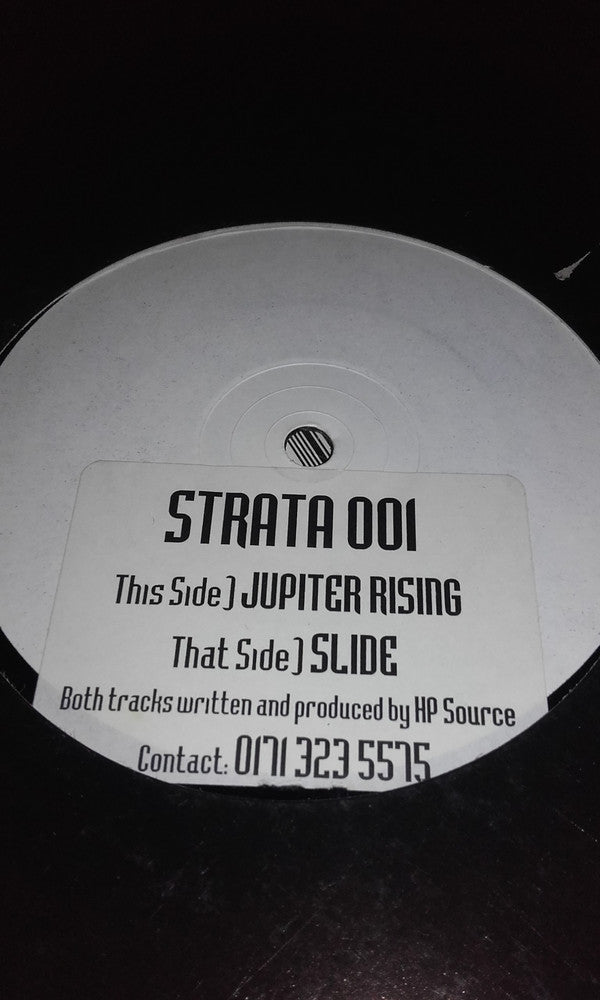 STRATA 001
This Side) JUPITER RISING
That Side) SLIDE
Both tracks written and produced by HP Source
Contact: 0171 323 5575